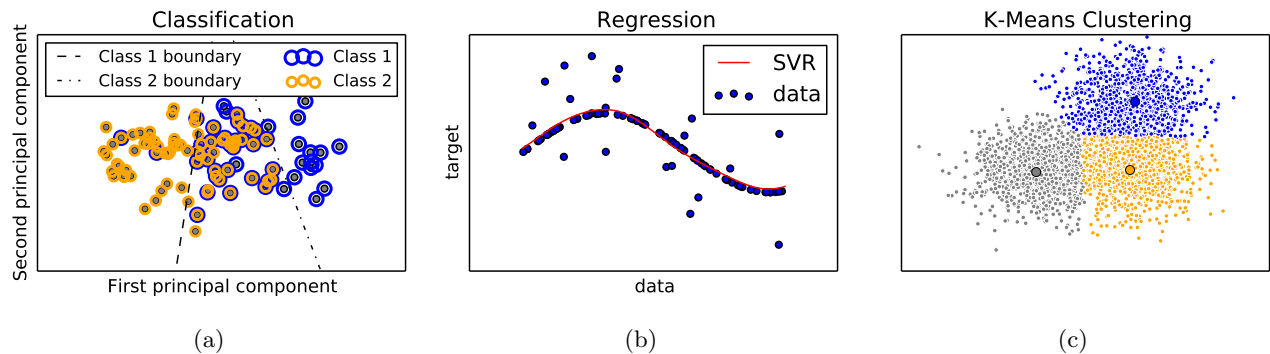 Classification
Class 1 boundary
Class 2 boundary
Class 1
Class 2
Second principal component
First principal component
(a)
Regression
SVR
data
target
data
(b)
K-Means Clustering
(c)